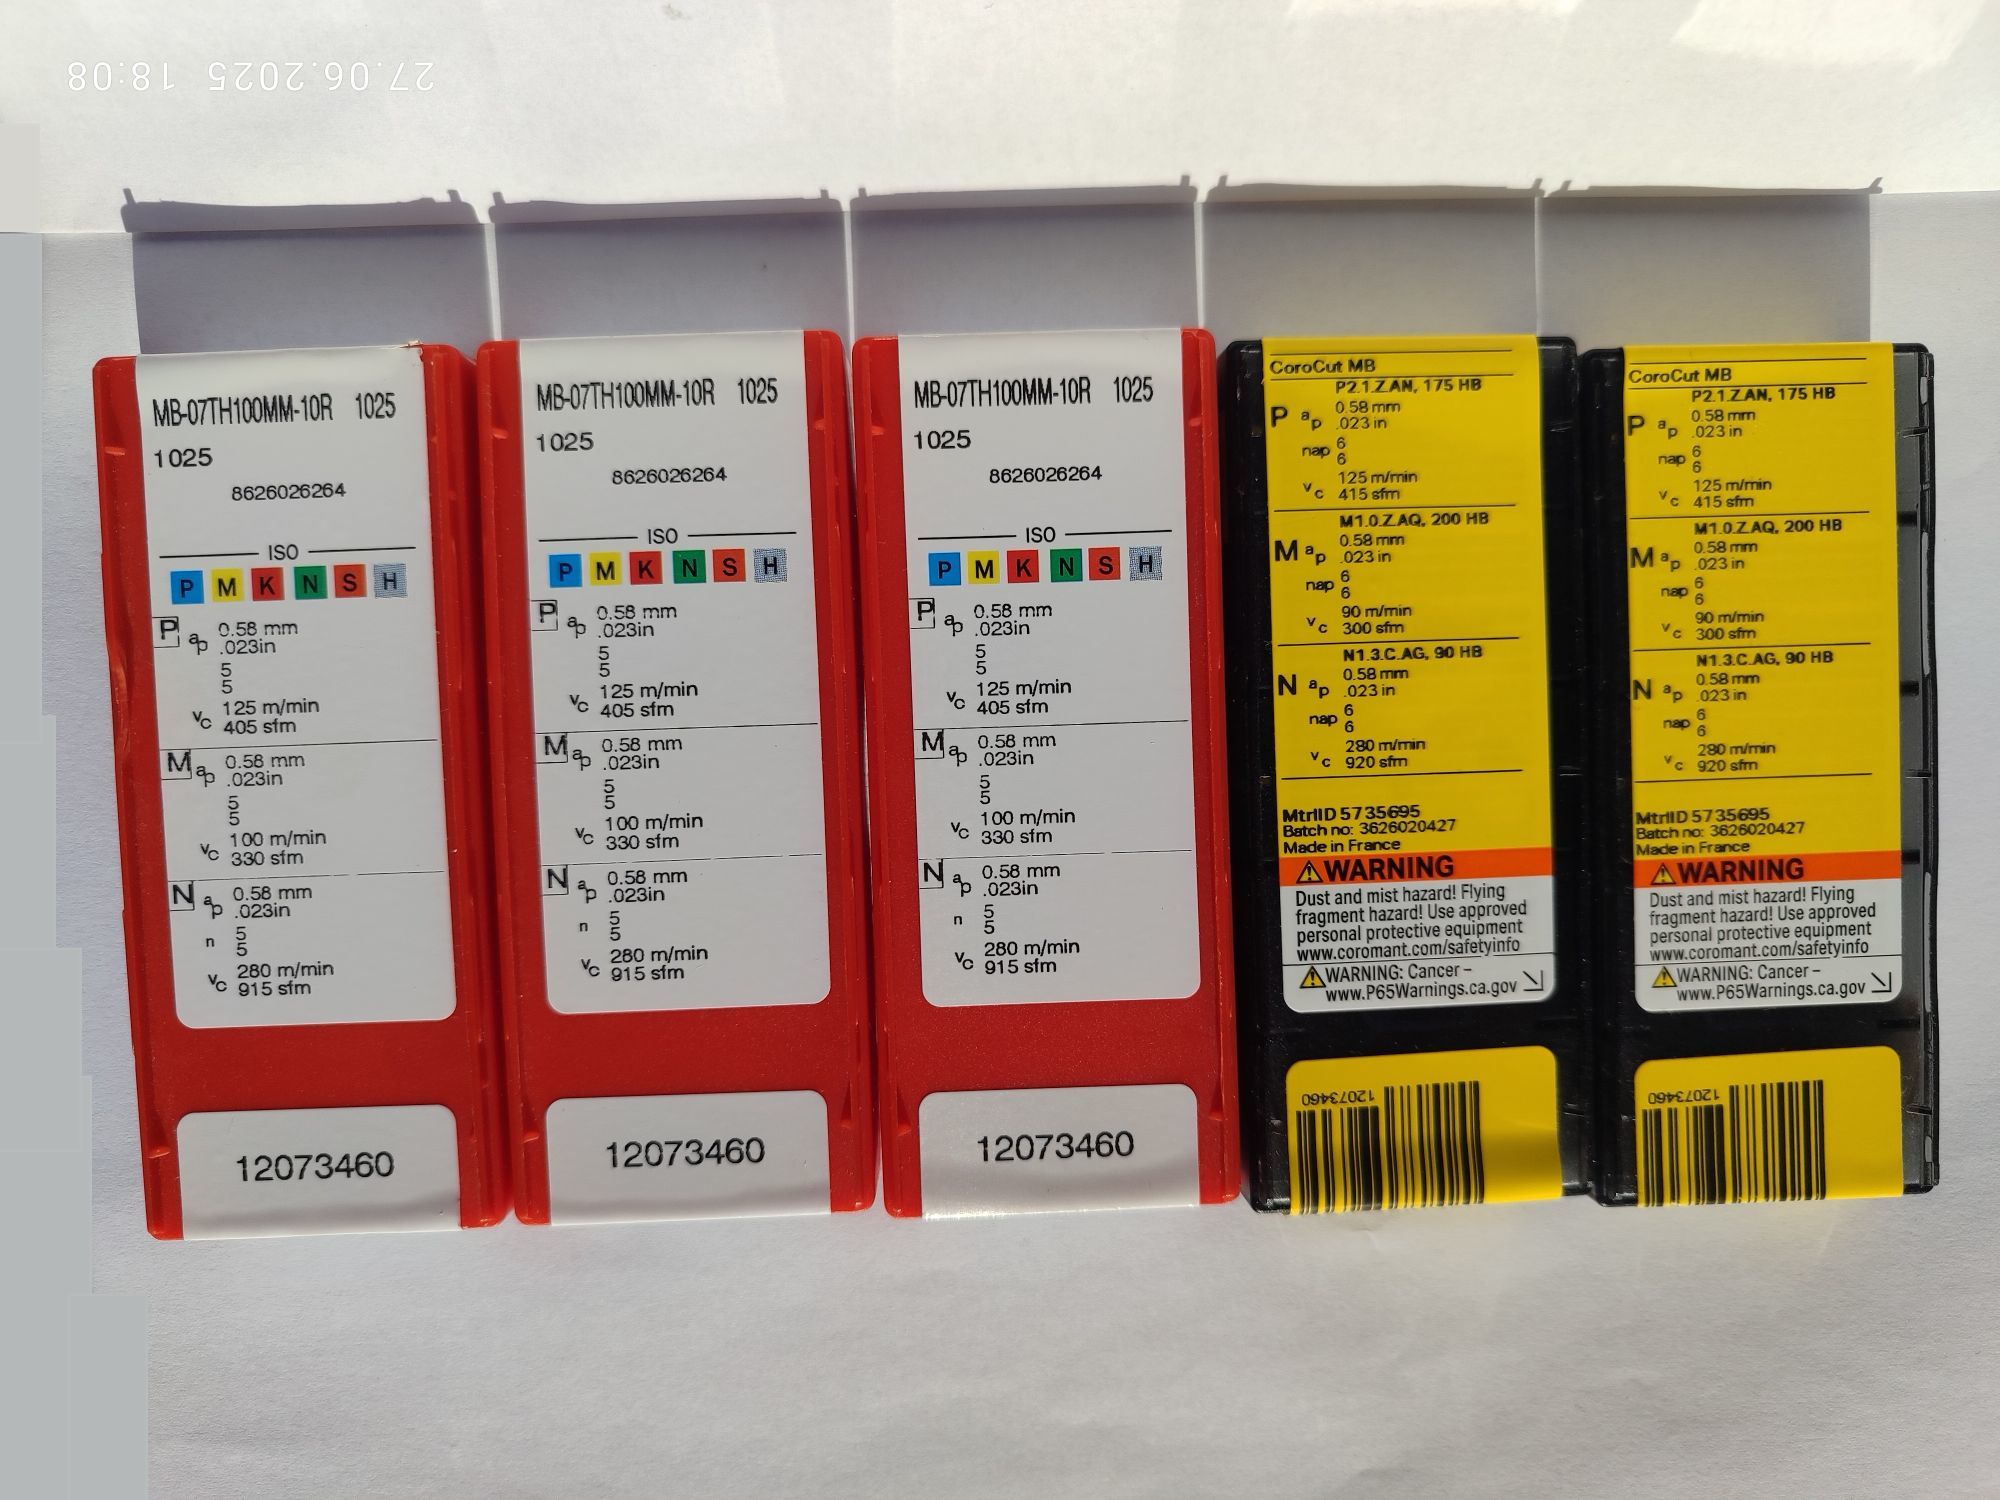 27.06.2025 18:08
MB-07TH100MM-10R 1025
1025
8626026264
ISO
P M K N S H
P ap 0.58 mm
.023in
5
5
vc 125 m/min
405 sfm
M ap 0.58 mm
.023in
5
5
vc 100 m/min
330 sfm
N ap 0.58 mm
.023in
5
n 5
vc 280 m/min
915 sfm
12073460
MB-07TH100MM-10R 1025
1025
8626026264
ISO
P M K N S H
P ap 0.58 mm
.023in
5
5
vc 125 m/min
405 sfm
M ap 0.58 mm
.023in
5
5
vc 100 m/min
330 sfm
N ap 0.58 mm
.023in
5
n 5
vc 280 m/min
915 sfm
12073460
MB-07TH100MM-10R 1025
1025
8626026264
ISO
P M K N S H
P ap 0.58 mm
.023in
5
5
vc 125 m/min
405 sfm
M ap 0.58 mm
.023in
5
5
vc 100 m/min
330 sfm
N ap 0.58 mm
.023in
5
n 5
vc 280 m/min
915 sfm
12073460
CoroCut MB
P2.1.Z.AN, 175 HB
P ap 0.58 mm
.023 in
nap 6
6
vc 125 m/min
415 sfm
M1.0.Z.AQ, 200 HB
M ap 0.58 mm
.023 in
nap 6
6
vc 90 m/min
300 sfm
N1.3.C.AG, 90 HB
N ap 0.58 mm
.023 in
nap 6
6
vc 280 m/min
920 sfm
MtrlID 5735695
Batch no: 3626020427
Made in France
WARNING
Dust and mist hazard! Flying
fragment hazard! Use approved
personal protective equipment
www.coromant.com/safetyinfo
WARNING: Cancer –
www.P65Warnings.ca.gov
12073460
CoroCut MB
P2.1.Z.AN, 175 HB
P ap 0.58 mm
.023 in
nap 6
6
vc 125 m/min
415 sfm
M1.0.Z.AQ, 200 HB
M ap 0.58 mm
.023 in
nap 6
6
vc 90 m/min
300 sfm
N1.3.C.AG, 90 HB
N ap 0.58 mm
.023 in
nap 6
6
vc 280 m/min
920 sfm
MtrlID 5735695
Batch no: 3626020427
Made in France
WARNING
Dust and mist hazard! Flying
fragment hazard! Use approved
personal protective equipment
www.coromant.com/safetyinfo
WARNING: Cancer –
www.P65Warnings.ca.gov
12073460